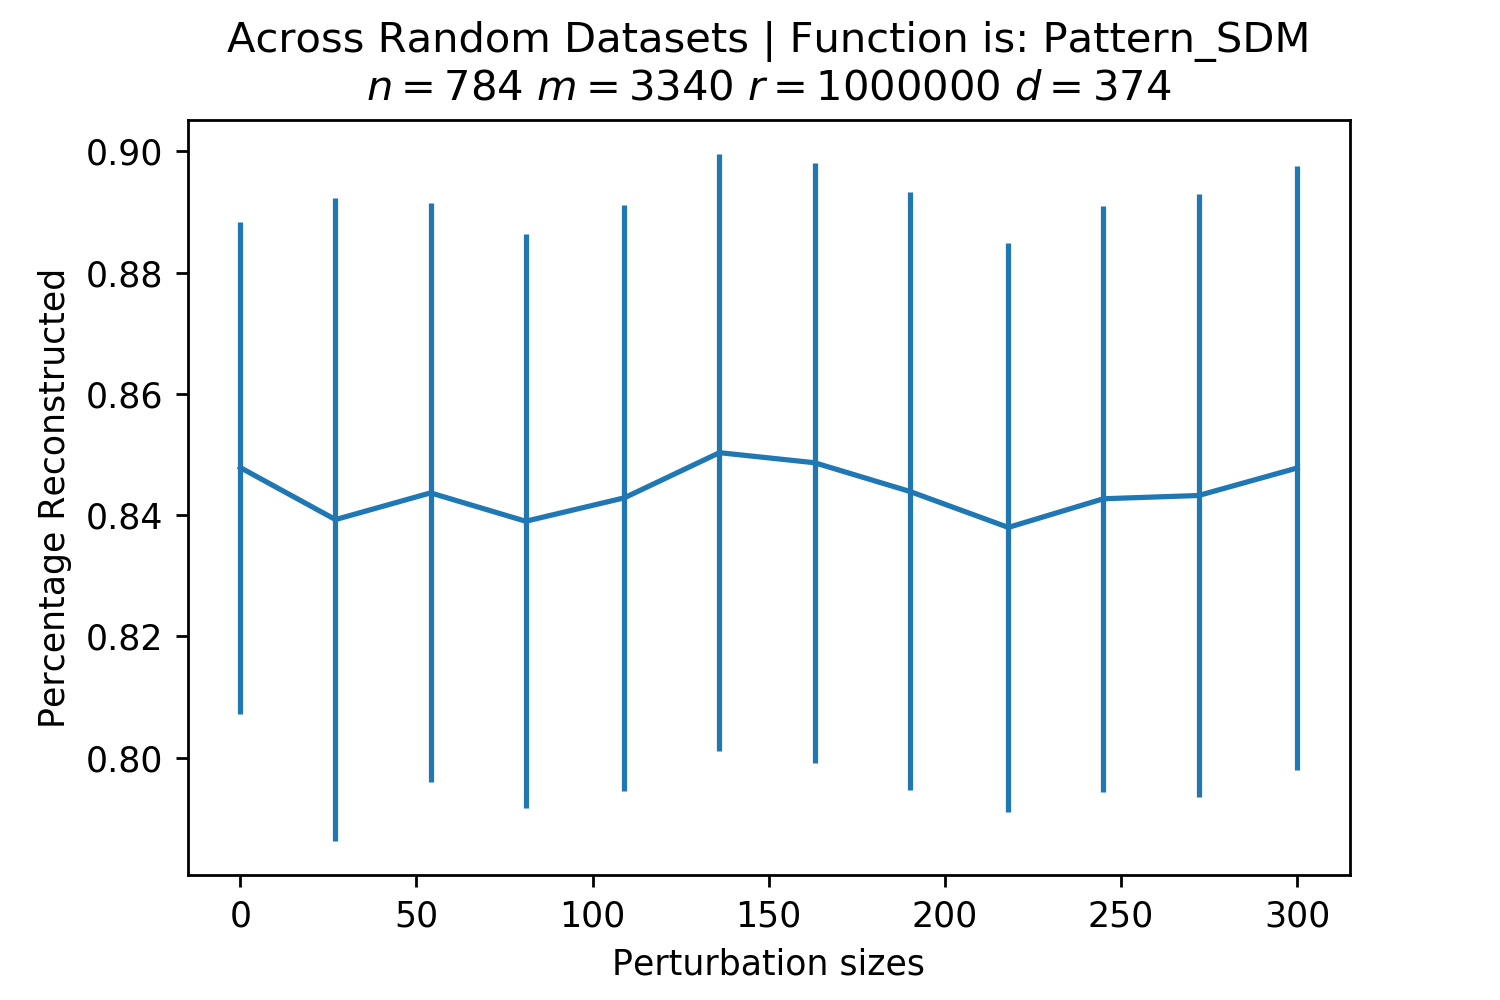 Across Random Datasets | Function is: Pattern_SDM
n = 784 m = 3340 r = 1000000 d = 374
Percentage Reconstructed
0.90
0.88
0.86
0.84
0.82
0.80
0 50 100 150 200 250 300
Perturbation sizes